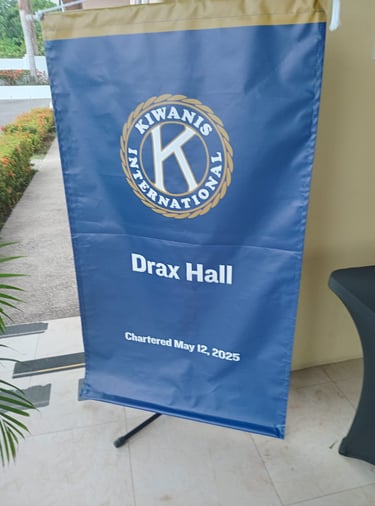 KIWANIS
K
INTERNATIONAL
Drax Hall
Chartered May 12, 2025